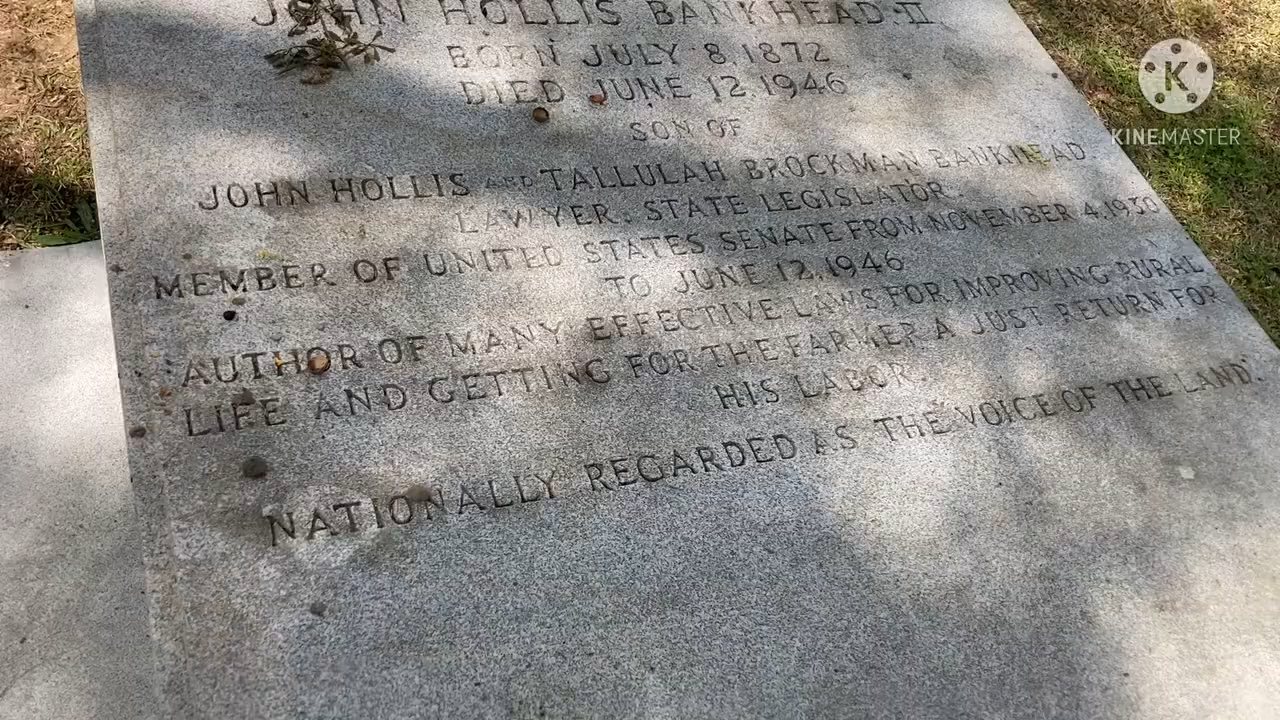 JOHN HOLLIS BANKHEAD II
BORN JULY 8, 1872
DIED JUNE 12 1946
SON OF
JOHN HOLLIS AND TALLULAH BROCKMAN BANKHEAD
LAWYER, STATE LEGISLATOR.
MEMBER OF UNITED STATES SENATE FROM NOVEMBER 4, 1930
TO JUNE 12, 1946
AUTHOR OF MANY EFFECTIVE LAWS FOR IMPROVING RURAL
LIFE AND GETTING FOR THE FARMER A JUST RETURN FOR
HIS LABOR.
NATIONALLY REGARDED AS THE VOICE OF THE LAND.
K
KINEMASTER